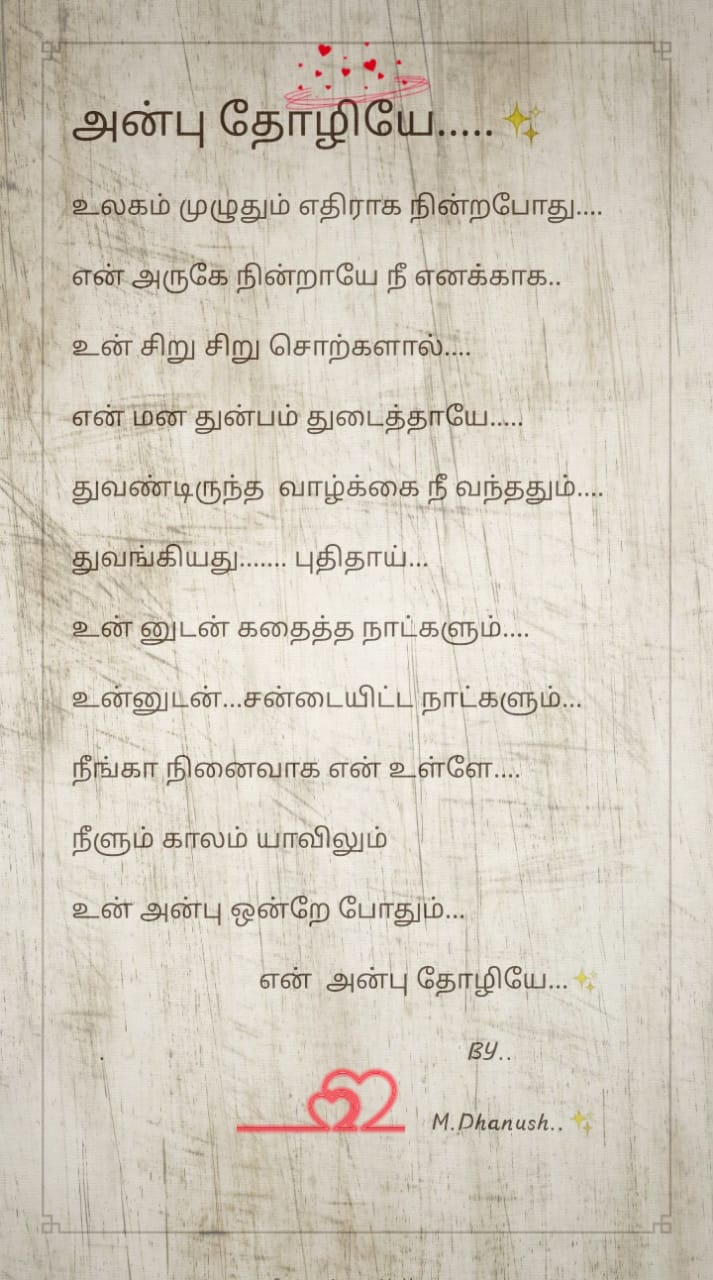 அன்பு தோழியே.....✨
உலகம் முழுதும் எதிராக நின்றபோது....
என் அருகே நின்றாயே நீ எனக்காக..
உன் சிறு சிறு சொற்களால்....
என் மன துன்பம் துடைத்தாயே.....
துவண்டிருந்த  வாழ்க்கை நீ வந்ததும்....
துவங்கியது....... புதிதாய்...
உன் னுடன் கதைத்த நாட்களும்....
உன்னுடன்...சன்டையிட்ட நாட்களும்...
நீங்கா நினைவாக என் உள்ளே....
நீளும் காலம் யாவிலும்
உன் அன்பு ஒன்றே போதும்...
என்  அன்பு தோழியே...✨
BY..
M.Dhanush..✨